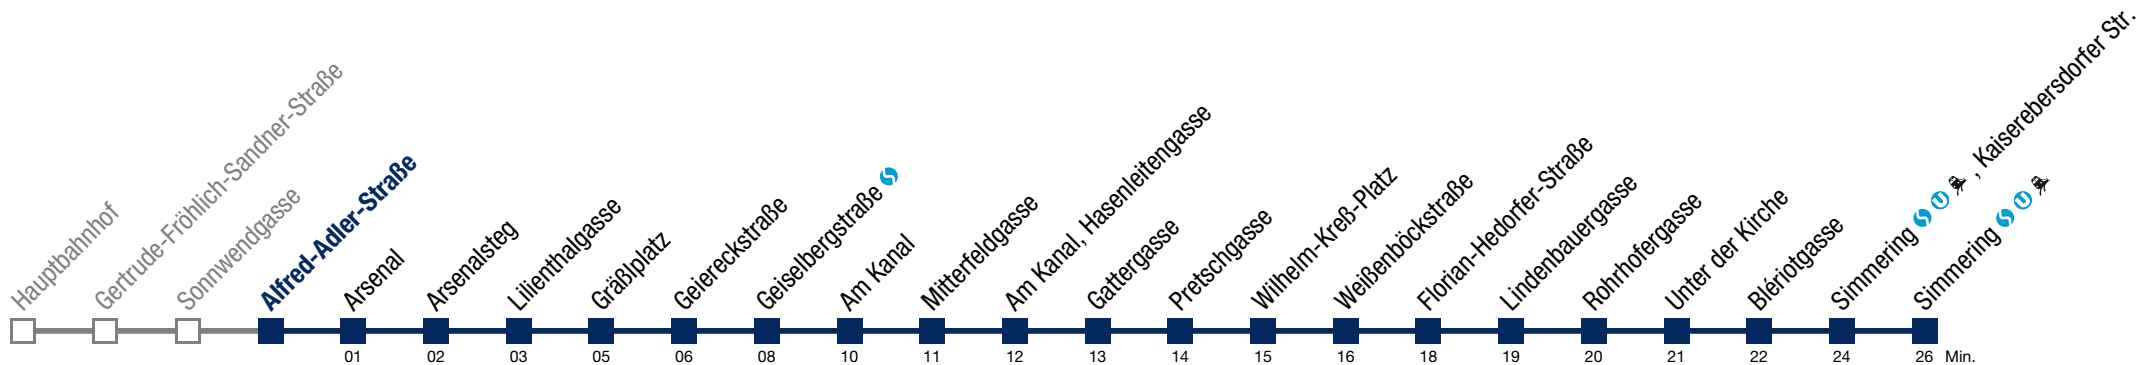 Hauptbahnhof
Gertrude-Fröhlich-Sandner-Straße
Sonnwendgasse
Alfred-Adler-Straße
Arsenal
Arsenalsteg
Lilienthalgasse
Gräßlplatz
Geiereckstraße
Geiselbergstraße S
Am Kanal
Mitterfeldgasse
Am Kanal, Hasenleitengasse
Gattergasse
Pretschgasse
Wilhelm-Kreß-Platz
Weißenböckstraße
Florian-Hedorfer-Straße
Lindenbauergasse
Rohrhofergasse
Unter der Kirche
Blériotgasse
Simmering S U , Kaiserebersdorfer Str.
Simmering S U
01 02 03 05 06 08 10 11 12 13 14 15 16 18 19 20 21 22 24 26 Min.